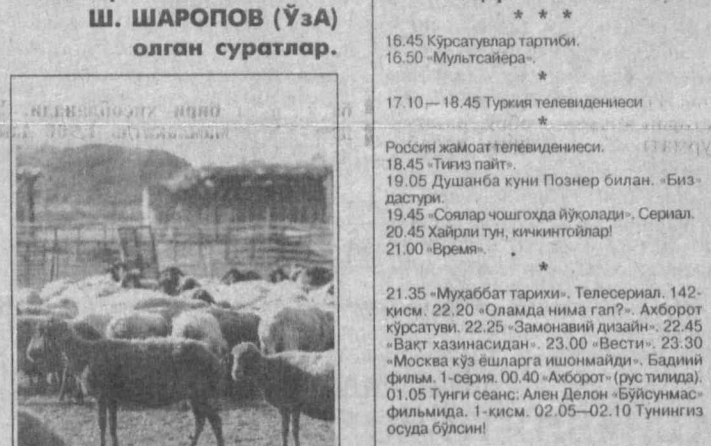 Ш. ШАРОПОВ (ЎзА)
олган суратлар.
* * *
16.45 Кўрсатувлар тартиби.
16.50 «Мультсайёра».
*
17.10 — 18.45 Туркия телевидениеси
*
Россия жамоат телевидениеси.
18.45 «Тиғиз пайт».
19.05 Душанба куни Познер билан. «Биз»
дастури.
19.45 «Соялар чошгоҳда йўқолади». Сериал.
20.45 Хайрли тун, кичкинтойлар!
21.00 «Время».
*
21.35 «Муҳаббат тарихи». Телесериал. 142-
қисм. 22.20 «Оламда нима гап?». Ахборот
кўрсатуви. 22.25 «Замонавий дизайн». 22.45
«Вақт хазинасидан». 23.00 «Вести». 23.30
«Москва кўз ёшларга ишонмайди». Бадиий
фильм. 1-серия. 00.40 «Ахборот» (рус тилида).
01.05 Тунги сеанс: Ален Делон «Бўйсунмас»
фильмида. 1-қисм. 02.05—02.10 Тунингиз
осуда бўлсин!